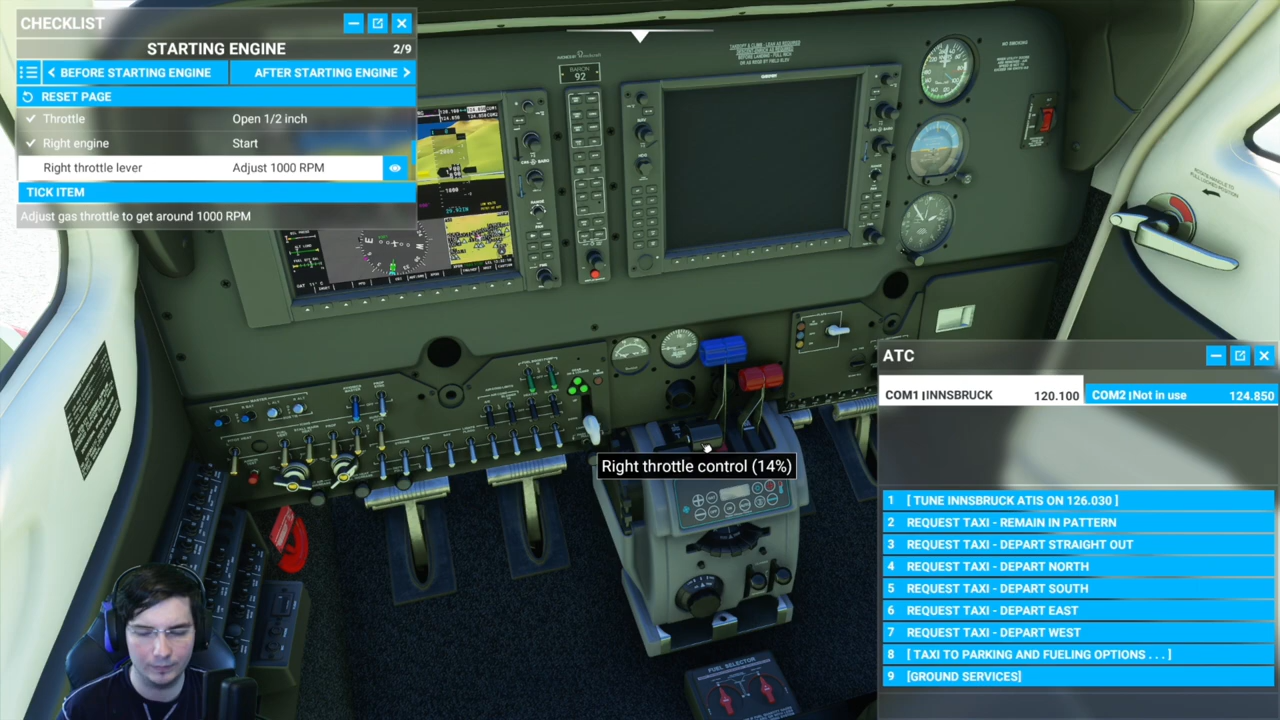 CHECKLIST
STARTING ENGINE 2/9
BEFORE STARTING ENGINE
AFTER STARTING ENGINE
RESET PAGE
Throttle Open 1/2 inch
Right engine Start
Right throttle lever Adjust 1000 RPM
TICK ITEM
Adjust gas throttle to get around 1000 RPM
BARON
92
Right throttle control (14%)
FUEL SELECTOR
ATC
COM1 | INNSBRUCK 120.100
COM2 | Not in use 124.850
1 [ TUNE INNSBRUCK ATIS ON 126.030 ]
2 REQUEST TAXI - REMAIN IN PATTERN
3 REQUEST TAXI - DEPART STRAIGHT OUT
4 REQUEST TAXI - DEPART NORTH
5 REQUEST TAXI - DEPART SOUTH
6 REQUEST TAXI - DEPART EAST
7 REQUEST TAXI - DEPART WEST
8 [ TAXI TO PARKING AND FUELING OPTIONS . . . ]
9 [GROUND SERVICES]